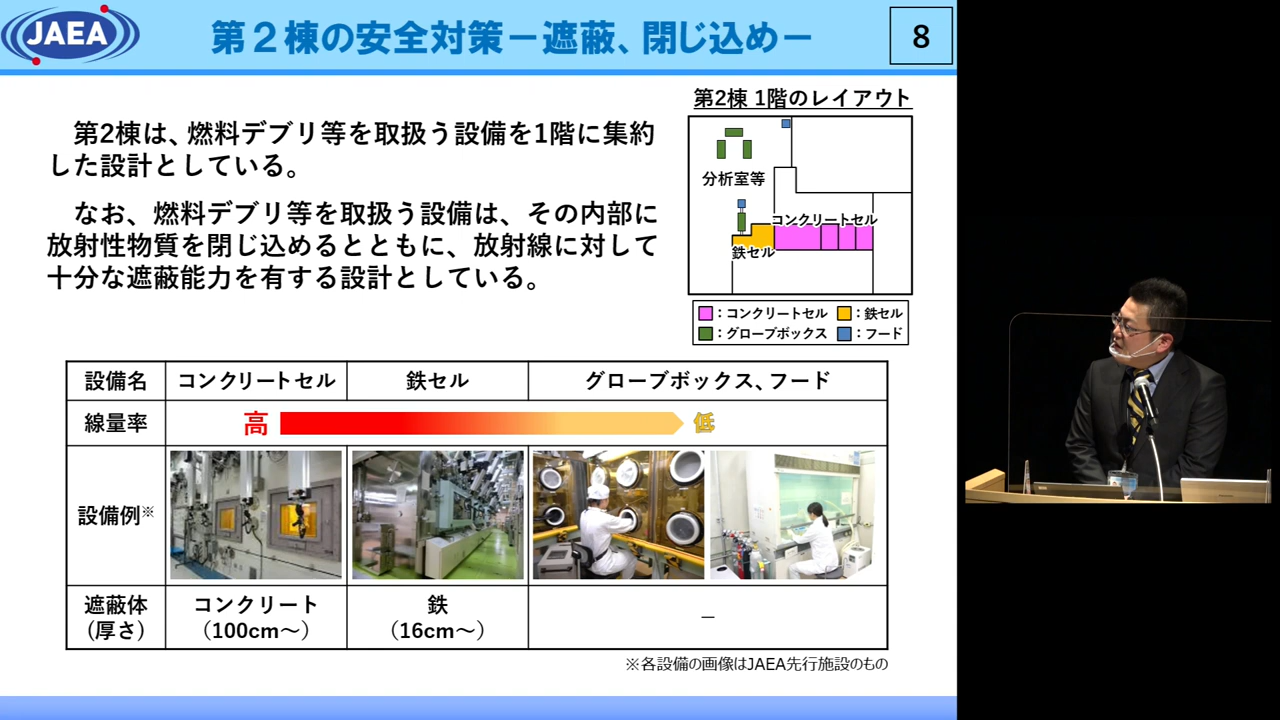 JAEA
第２棟の安全対策－遮蔽、閉じ込め－
8
第2棟は、燃料デブリ等を取扱う設備を1階に集約
した設計としている。
なお、燃料デブリ等を取扱う設備は、その内部に
放射性物質を閉じ込めるとともに、放射線に対して
十分な遮蔽能力を有する設計としている。
第2棟 1階のレイアウト
分析室等
コンクリートセル
鉄セル
：コンクリートセル ：鉄セル
：グローブボックス ：フード
設備名 コンクリートセル 鉄セル グローブボックス、フード
線量率 高 低
設備例※
遮蔽体
(厚さ)
コンクリート
（100cm～）
鉄
（16cm～）
－
※各設備の画像はJAEA先行施設のもの